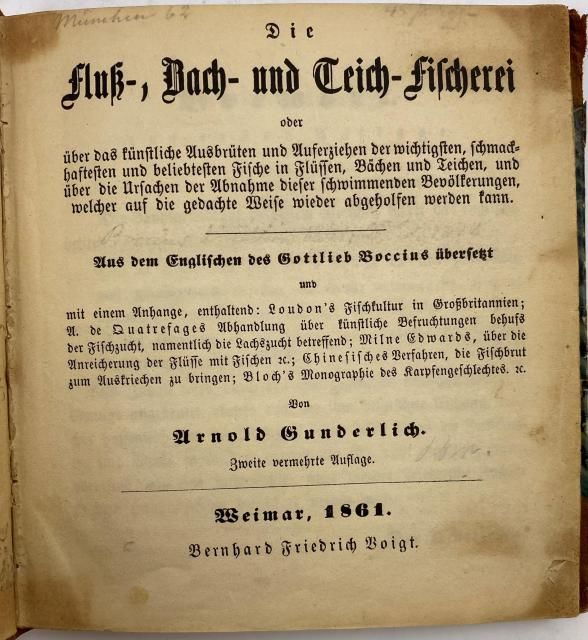 München 62
Die
Fluß-, Bach- und Teich-Fischerei
oder
über das künstliche Ausbrüten und Auferziehen der wichtigsten, schmack-
haftesten und beliebtesten Fische in Flüssen, Bächen und Teichen, und
über die Ursachen der Abnahme dieser schwimmenden Bevölkerungen,
welcher auf die gedachte Weise wieder abgeholfen werden kann.
Aus dem Englischen des Gottlieb Boccius übersetzt
und
mit einem Anhange, enthaltend: Loudon's Fischkultur in Großbritannien;
A. de Quatrefages Abhandlung über künstliche Befruchtungen behufs
der Fischzucht, namentlich die Lachszucht betreffend; Milne Edwards, über die
Anreicherung der Flüsse mit Fischen ꝛc.; Chinesisches Verfahren, die Fischbrut
zum Auskriechen zu bringen; Bloch's Monographie des Karpfengeschlechtes. ꝛc.
Von
Arnold Gunderlich.
Zweite vermehrte Auflage.
Weimar, 1861.
Bernhard Friedrich Voigt.